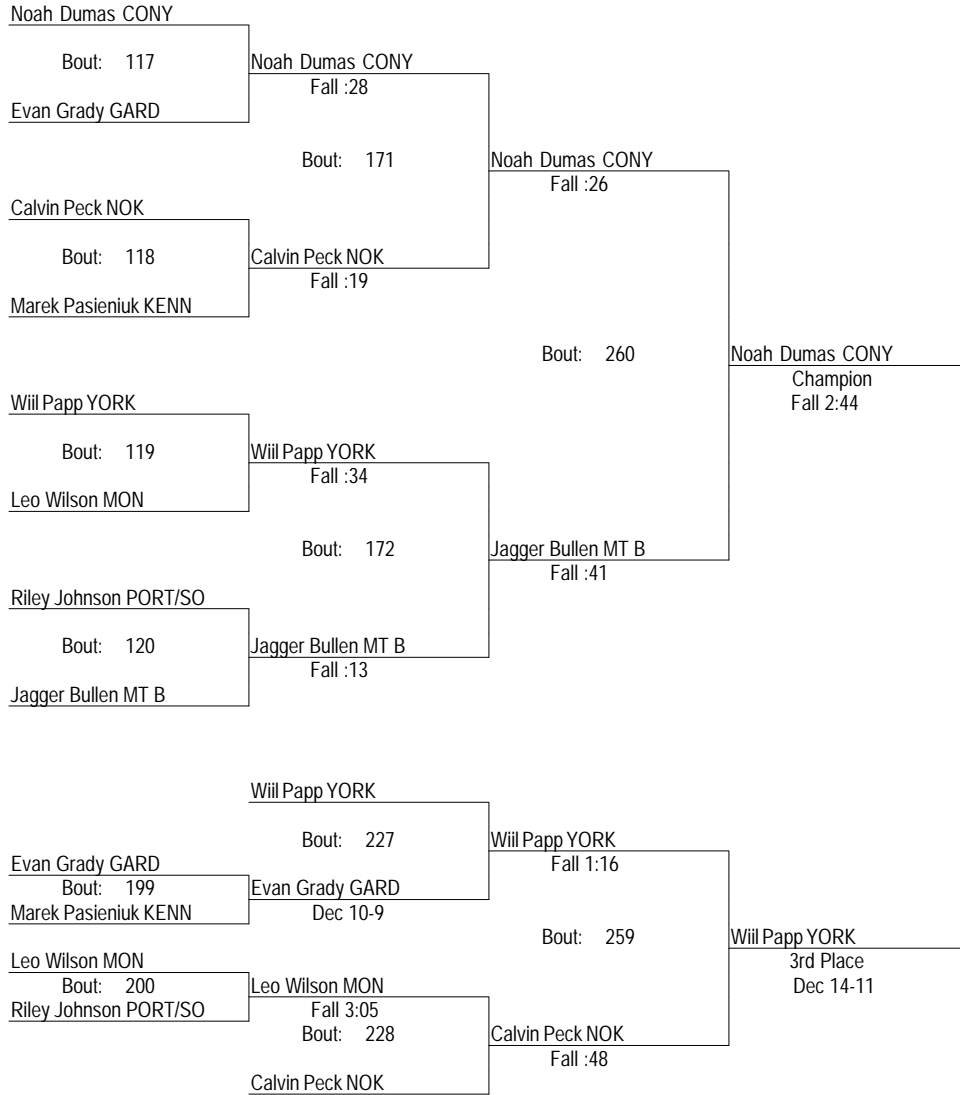 Noah Dumas CONY
Bout: 117
Noah Dumas CONY
Fall :28
Evan Grady GARD
Bout: 171
Noah Dumas CONY
Fall :26
Calvin Peck NOK
Bout: 118
Calvin Peck NOK
Fall :19
Marek Pasieniuk KENN
Bout: 260
Noah Dumas CONY
Champion
Fall 2:44
Wiil Papp YORK
Bout: 119
Wiil Papp YORK
Fall :34
Leo Wilson MON
Bout: 172
Jagger Bullen MT B
Fall :41
Riley Johnson PORT/SO
Bout: 120
Jagger Bullen MT B
Fall :13
Jagger Bullen MT B
Wiil Papp YORK
Bout: 227
Wiil Papp YORK
Fall 1:16
Evan Grady GARD
Bout: 199
Evan Grady GARD
Dec 10-9
Marek Pasieniuk KENN
Bout: 259
Wiil Papp YORK
3rd Place
Dec 14-11
Leo Wilson MON
Bout: 200
Leo Wilson MON
Fall 3:05
Riley Johnson PORT/SO
Bout: 228
Calvin Peck NOK
Fall :48
Calvin Peck NOK